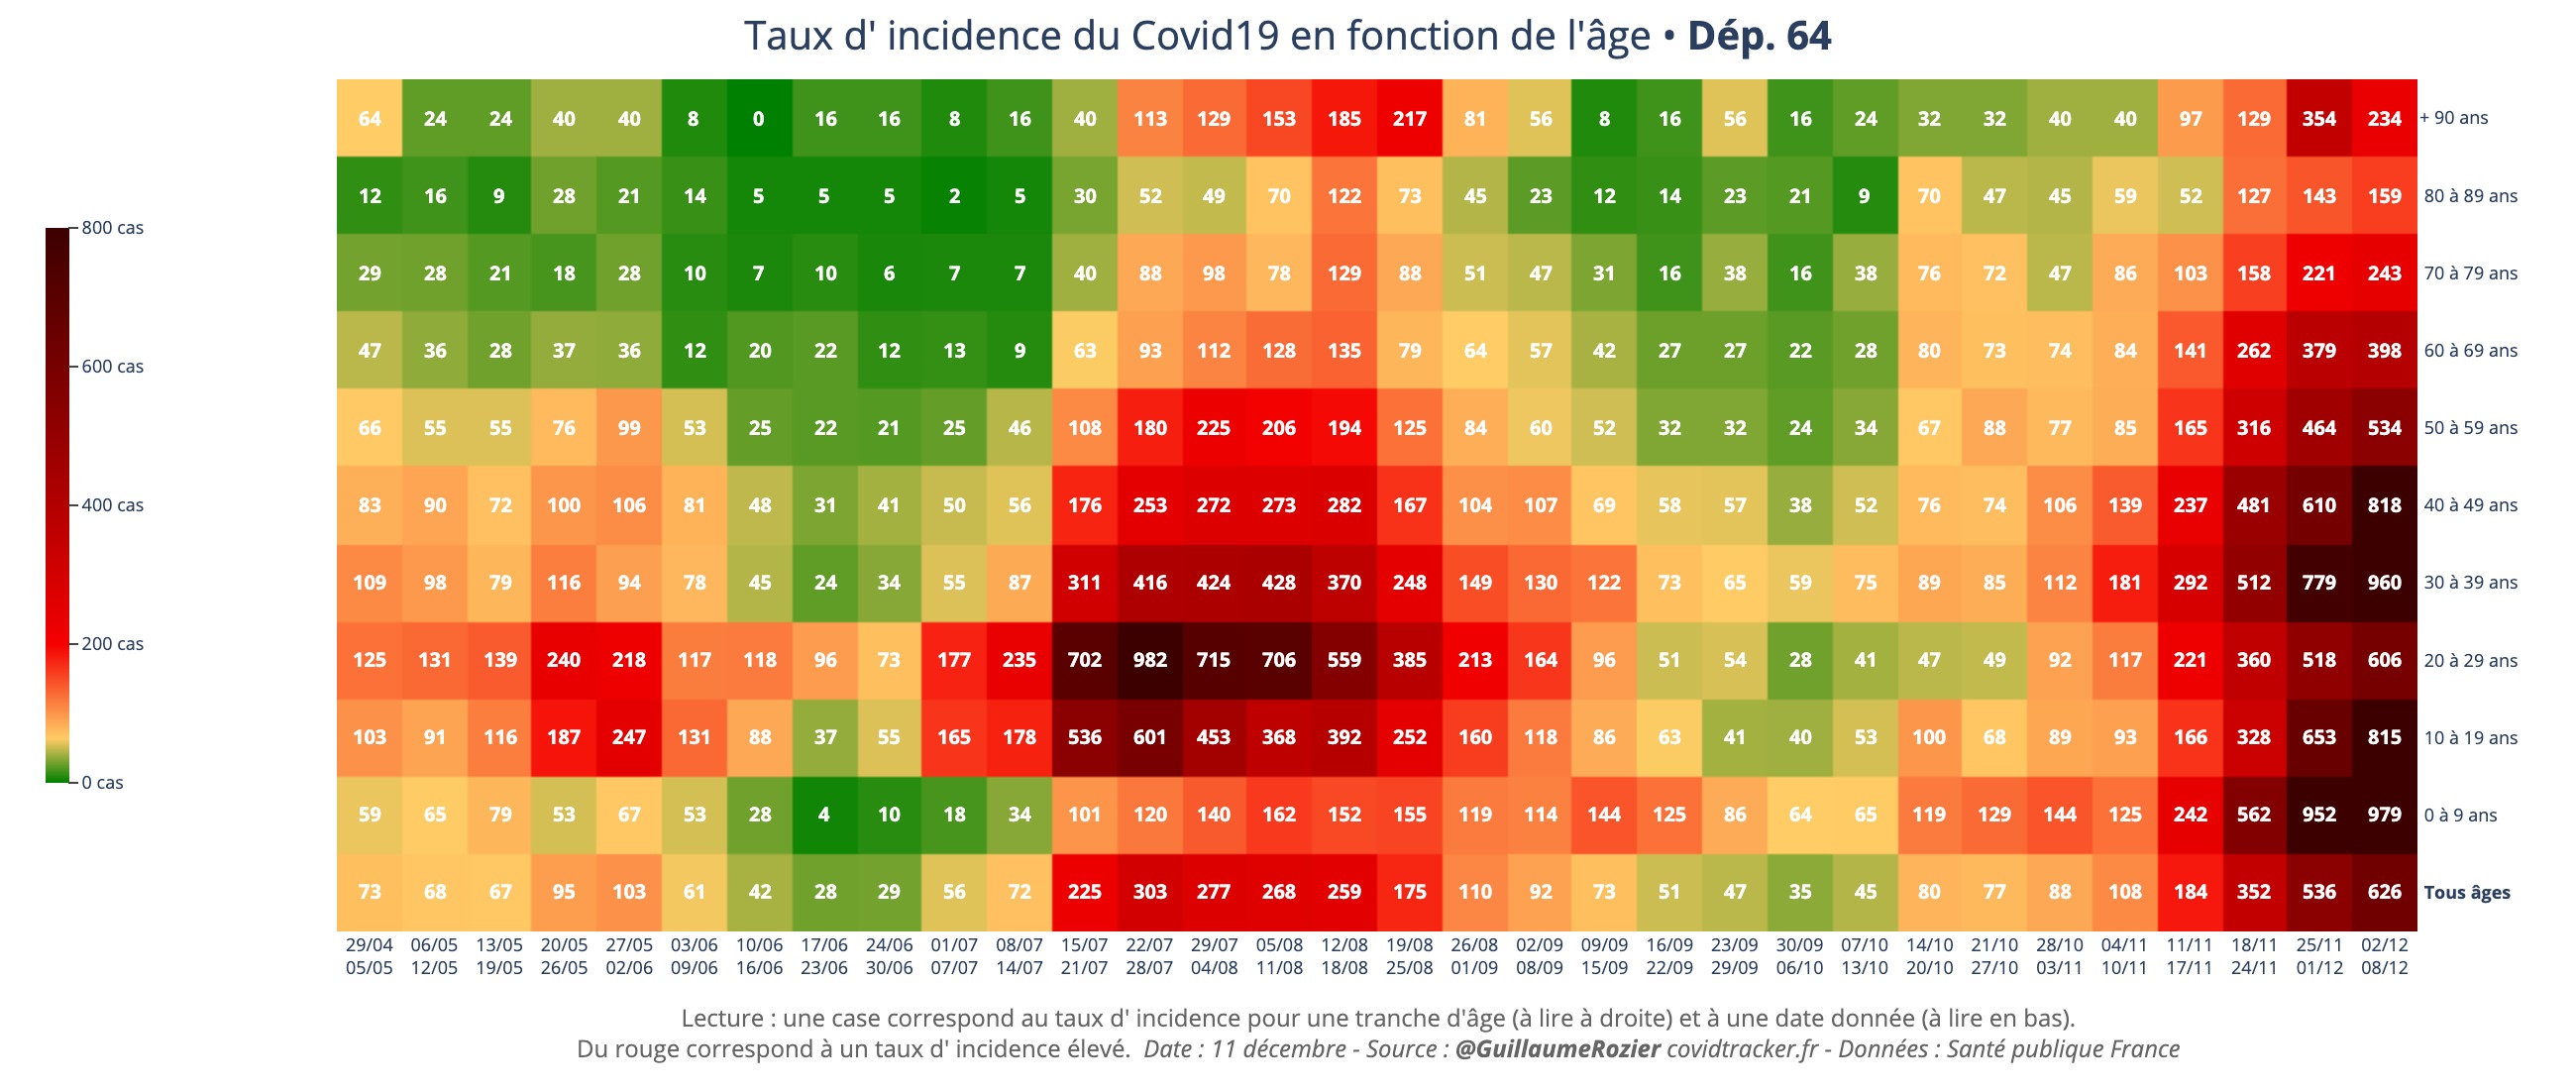 Taux d' incidence du Covid19 en fonction de l'âge • Dép. 64
64 24 24 40 40 8 0 16 16 8 16 40 113 129 153 185 217 81 56 8 16 56 16 24 32 32 40 40 97 129 354 234 + 90 ans
12 16 9 28 21 14 5 5 5 2 5 30 52 49 70 122 73 45 23 12 14 23 21 9 70 47 45 59 52 127 143 159 80 à 89 ans
800 cas
29 28 21 18 28 10 7 10 6 7 7 40 88 98 78 129 88 51 47 31 16 38 16 38 76 72 47 86 103 158 221 243 70 à 79 ans
47 36 28 37 36 12 20 22 12 13 9 63 93 112 128 135 79 64 57 42 27 27 22 28 80 73 74 84 141 262 379 398 60 à 69 ans
600 cas
66 55 55 76 99 53 25 22 21 25 46 108 180 225 206 194 125 84 60 52 32 32 24 34 67 88 77 85 165 316 464 534 50 à 59 ans
400 cas
83 90 72 100 106 81 48 31 41 50 56 176 253 272 273 282 167 104 107 69 58 57 38 52 76 74 106 139 237 481 610 818 40 à 49 ans
109 98 79 116 94 78 45 24 34 55 87 311 416 424 428 370 248 149 130 122 73 65 59 75 89 85 112 181 292 512 779 960 30 à 39 ans
200 cas
125 131 139 240 218 117 118 96 73 177 235 702 982 715 706 559 385 213 164 96 51 54 28 41 47 49 92 117 221 360 518 606 20 à 29 ans
103 91 116 187 247 131 88 37 55 165 178 536 601 453 368 392 252 160 118 86 63 41 40 53 100 68 89 93 166 328 653 815 10 à 19 ans
0 cas
59 65 79 53 67 53 28 4 10 18 34 101 120 140 162 152 155 119 114 144 125 86 64 65 119 129 144 125 242 562 952 979 0 à 9 ans
73 68 67 95 103 61 42 28 29 56 72 225 303 277 268 259 175 110 92 73 51 47 35 45 80 77 88 108 184 352 536 626 Tous âges
29/04 06/05 13/05 20/05 27/05 03/06 10/06 17/06 24/06 01/07 08/07 15/07 22/07 29/07 05/08 12/08 19/08 26/08 02/09 09/09 16/09 23/09 30/09 07/10 14/10 21/10 28/10 04/11 11/11 18/11 25/11 02/12
05/05 12/05 19/05 26/05 02/06 09/06 16/06 23/06 30/06 07/07 14/07 21/07 28/07 04/08 11/08 18/08 25/08 01/09 08/09 15/09 22/09 29/09 06/10 13/10 20/10 27/10 03/11 10/11 17/11 24/11 01/12 08/12
Lecture : une case correspond au taux d' incidence pour une tranche d'âge (à lire à droite) et à une date donnée (à lire en bas).
Du rouge correspond à un taux d' incidence élevé. Date : 11 décembre - Source : @GuillaumeRozier covidtracker.fr - Données : Santé publique France